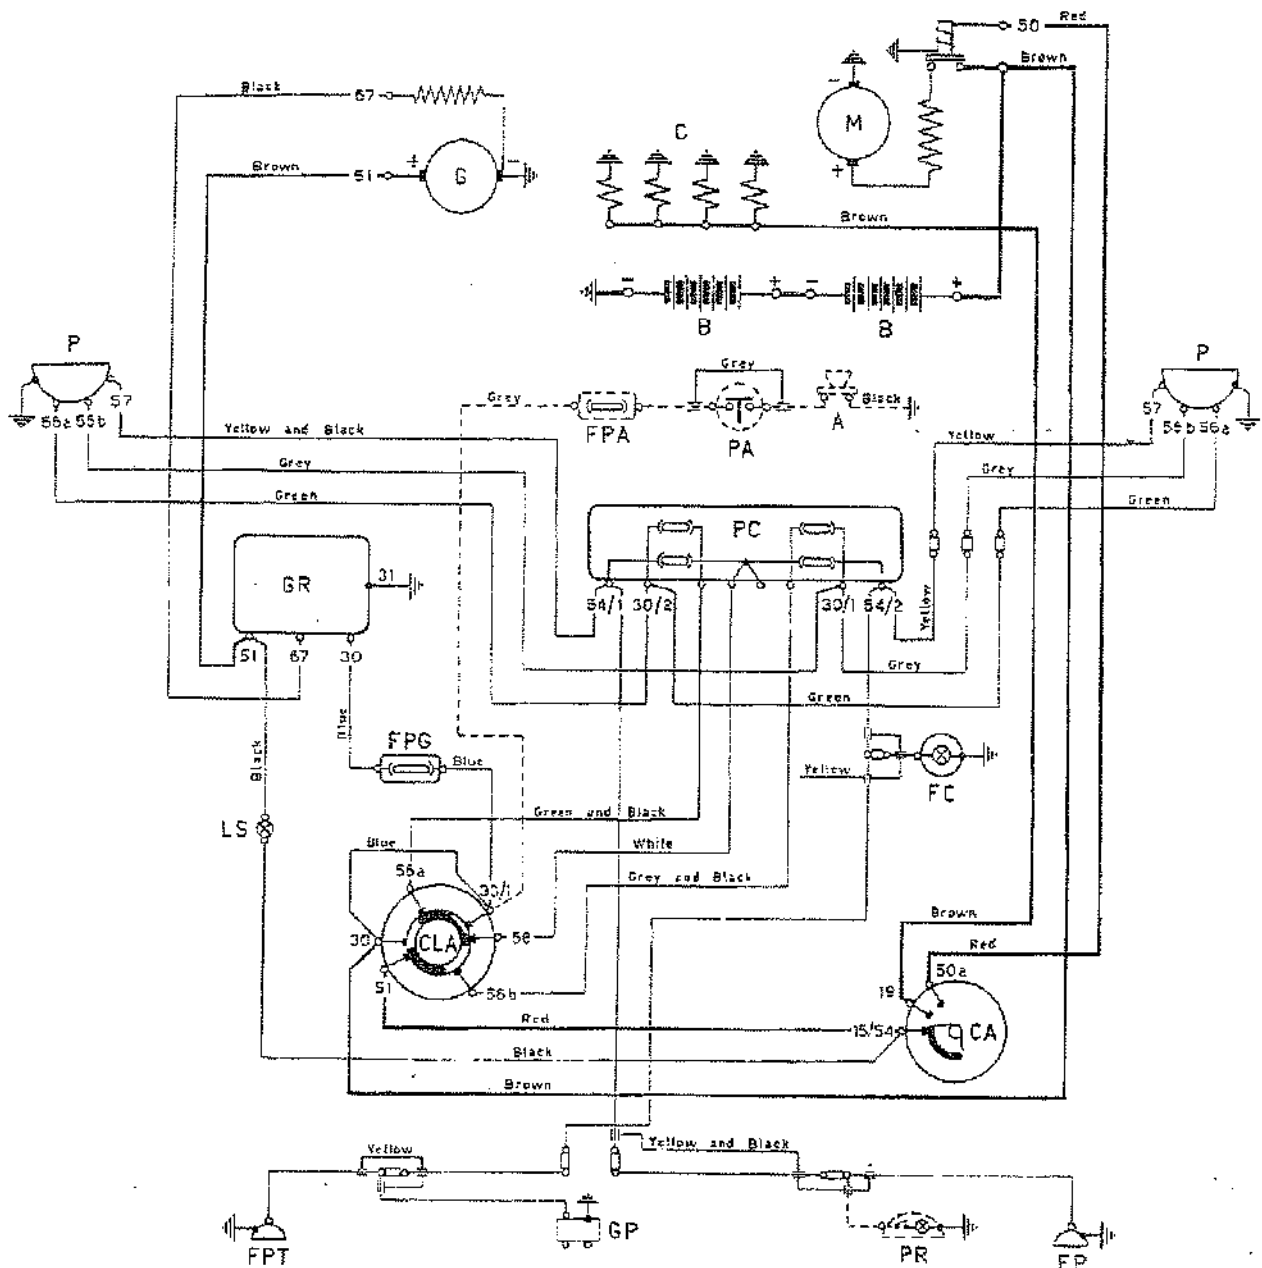 50 Red
Brown
Black 67
M
-
+
C
Brown 51 + G -
Brown
- + - +
B B
P
P
Grey
Grey
Black
57
56a 56b
FPA PA A
57
56b 56a
Yellow and Black
Yellow
Grey
Grey
Green
Green
PC
GR 31
54/1 30/2 30/1 54/2
Yellow
51 67 30
Grey
Green
Blue
Black
FPG
Blue
Yellow
FC
Green and Black
LS
Blue
White
56a
30/1
Grey and Black
30 CLA 58
Brown
Red
50a
51 56b
19
Red
15/54 CA
Black
Brown
Yellow
Yellow and Black
GP
FPT PR FP